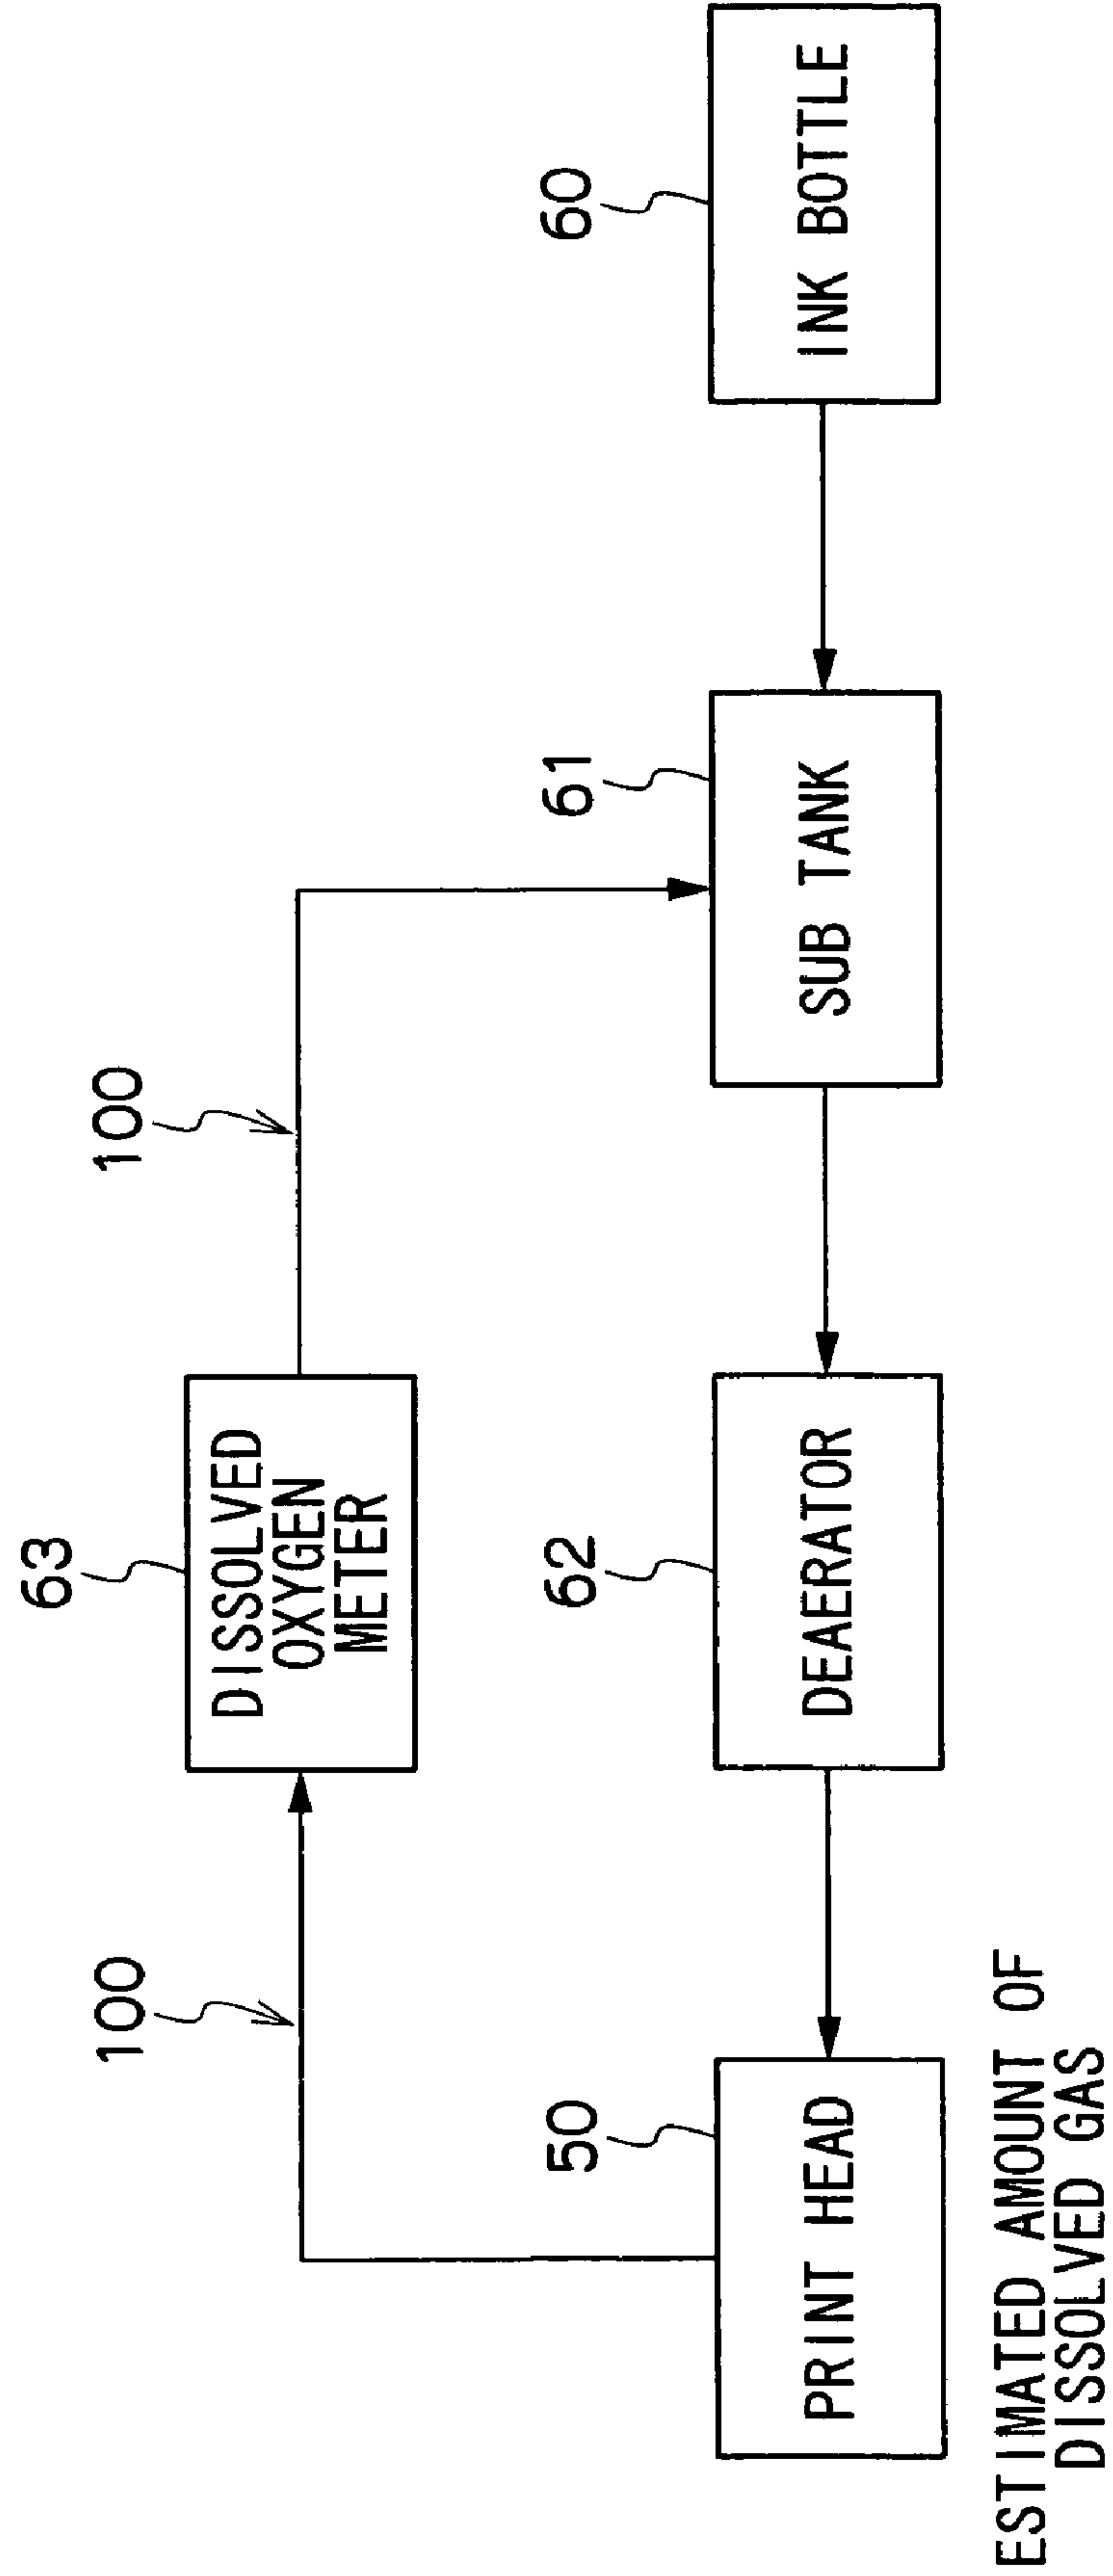 63
DISSOLVED
OXYGEN
METER
100
100
50
PRINT HEAD
62
DEAERATOR
61
SUB TANK
60
INK BOTTLE
ESTIMATED AMOUNT OF
DISSOLVED GAS